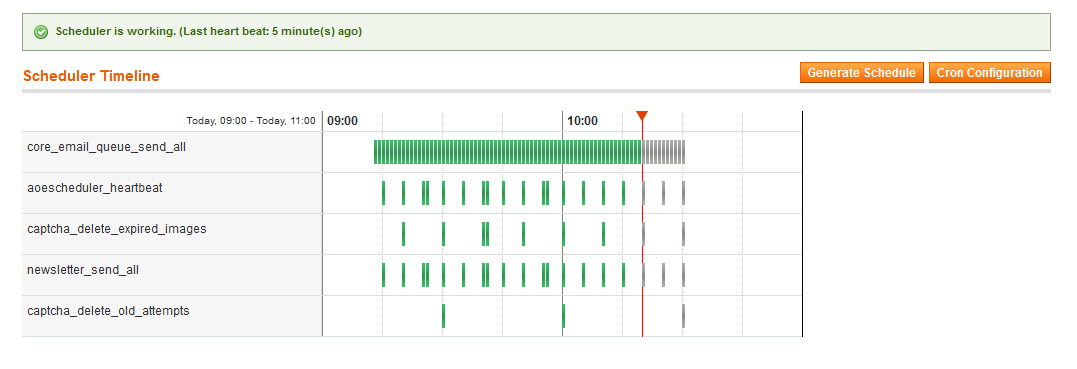 Scheduler is working. (Last heart beat: 5 minute(s) ago)
Scheduler Timeline
Generate Schedule
Cron Configuration
Today, 09:00 - Today, 11:00
09:00
10:00
core_email_queue_send_all
aoescheduler_heartbeat
captcha_delete_expired_images
newsletter_send_all
captcha_delete_old_attempts